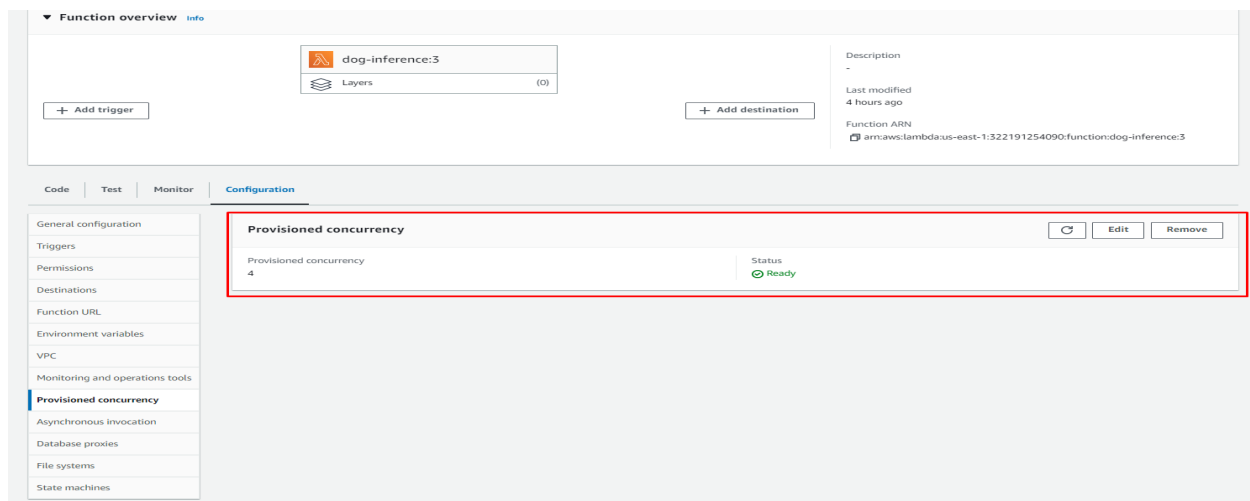 Function overview Info
dog-inference:3
Layers (0)
+ Add trigger
+ Add destination
Description
-
Last modified
4 hours ago
Function ARN
arn:aws:lambda:us-east-1:322191254090:function:dog-inference:3
Code Test Monitor Configuration
General configuration
Triggers
Permissions
Destinations
Function URL
Environment variables
VPC
Monitoring and operations tools
Provisioned concurrency
Asynchronous invocation
Database proxies
File systems
State machines
Provisioned concurrency
Edit Remove
Provisioned concurrency
4
Status
Ready